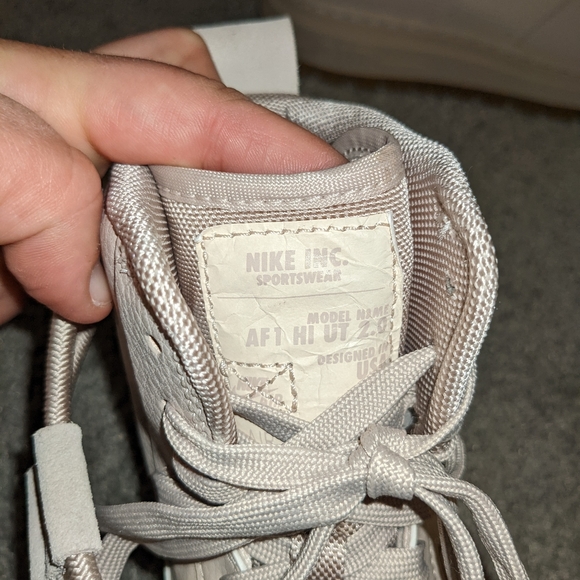 NIKE INC.
SPORTSWEAR
MODEL NAME
AF1 HI UT 2.0
DESIGNED IN
USA